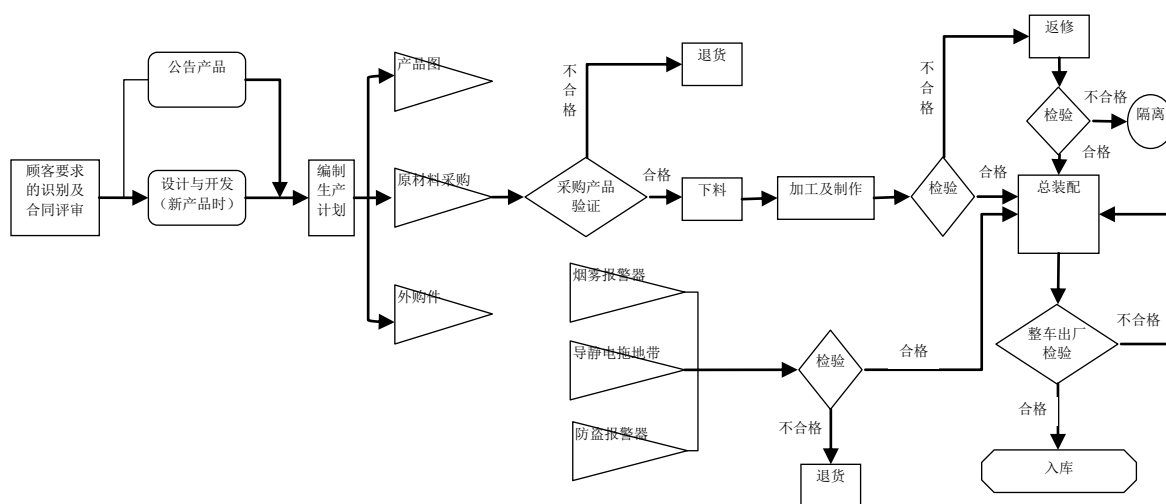 公告产品
顾客要求
的识别及
合同评审
设计与开发
（新产品时）
编制
生产
计划
产品图
原材料采购
外购件
不
合
格
退货
采购产品
验证
合格
下料
加工及制作
不
合
格
检验
合格
返修
检验
不合格
隔离
合格
总装配
烟雾报警器
导静电拖地带
防盗报警器
检验
合格
不合格
退货
整车出厂
检验
不合格
合格
入库